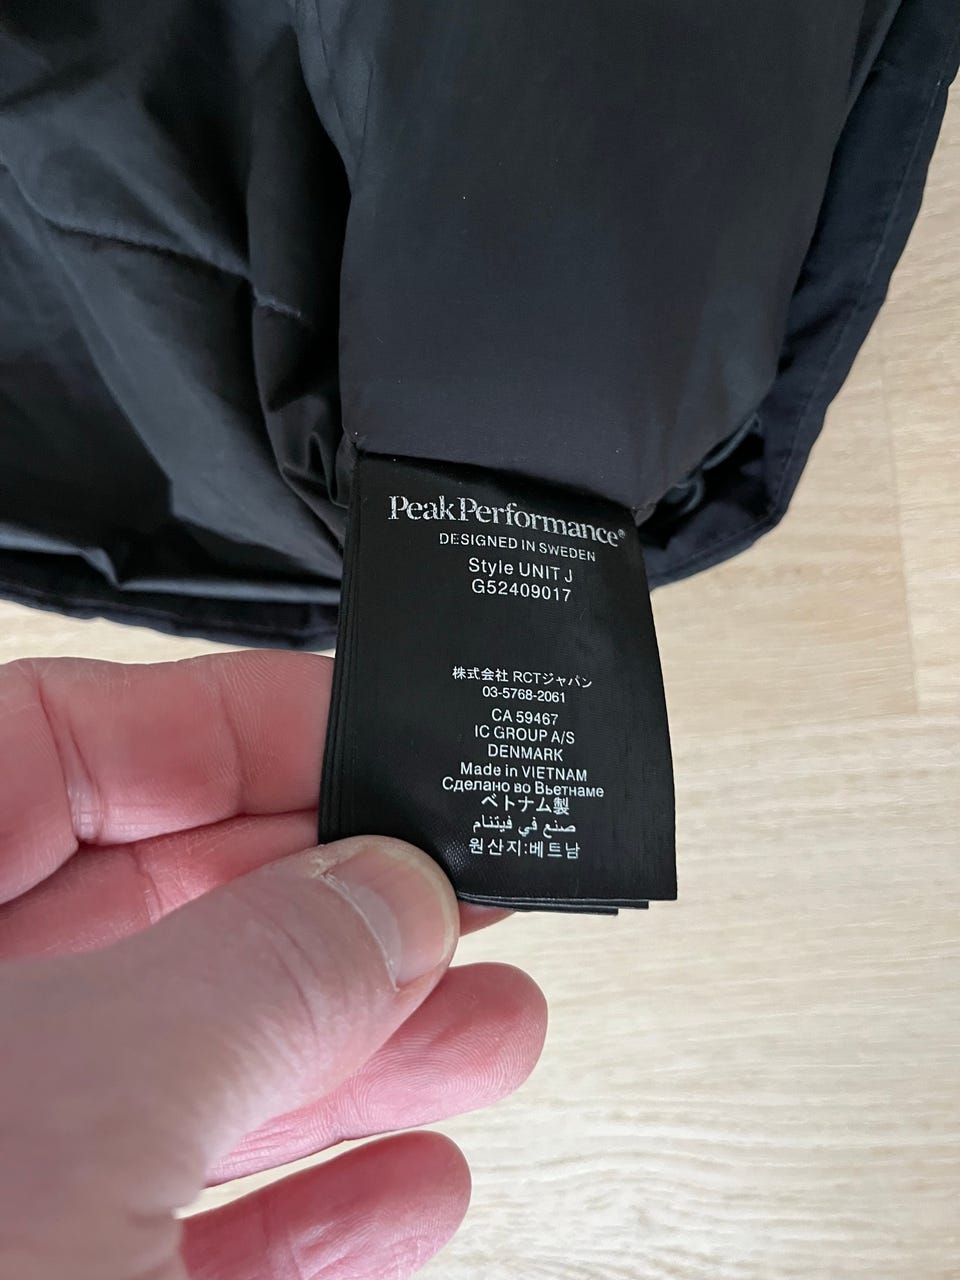 PeakPerformance®
DESIGNED IN SWEDEN
Style UNIT J
G52409017
株式会社 RCTジャパン
03-5768-2061
CA 59467
IC GROUP A/S
DENMARK
Made in VIETNAM
Сделано во Вьетнаме
ベトナム製
صنع في فيتنام
원산지:베트남